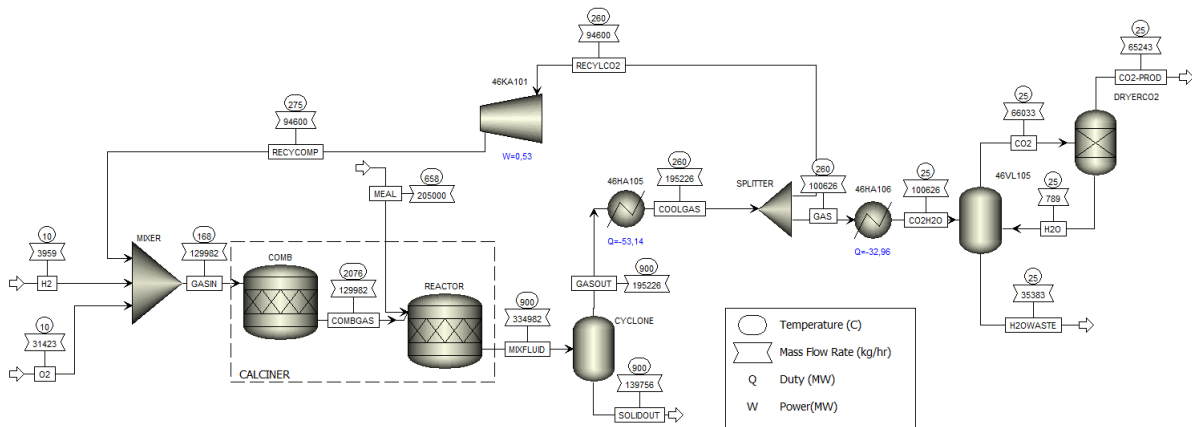 260
94600
RECYLCO2
46KA101
W=0,53
275
94600
RECYCOMP
658
MEAL
205000
10
3959
H2
10
31423
O2
MIXER
168
129982
GASIN
COMB
2076
129982
COMBGAS
REACTOR
CALCINER
900
334982
MIXFLUID
CYCLONE
900
GASOUT
195226
900
139756
SOLIDOUT
46HA105
Q=-53,14
260
195226
COOLGAS
SPLITTER
260
100626
GAS
46HA106
Q=-32,96
25
100626
CO2H2O
46VL105
25
66033
CO2
25
65243
CO2-PROD
DRYERCO2
25
789
H2O
25
35383
H2OWASTE
Temperature (C)
Mass Flow Rate (kg/hr)
Q Duty (MW)
W Power(MW)